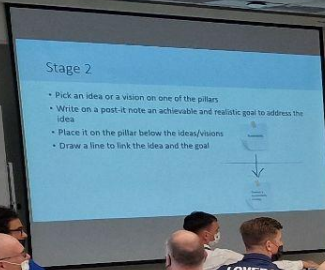 Stage 2
• Pick an idea or a vision on one of the pillars
• Write on a post-it note an achievable and realistic goal to address the
idea
• Place it on the pillar below the ideas/visions
• Draw a line to link the idea and the goal